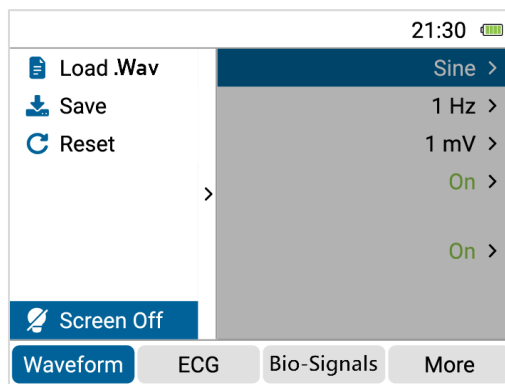 21:30
Load .Wav
Sine >
Save
1 Hz >
Reset
1 mV >
On >
>
On >
Screen Off
Waveform ECG Bio-Signals More